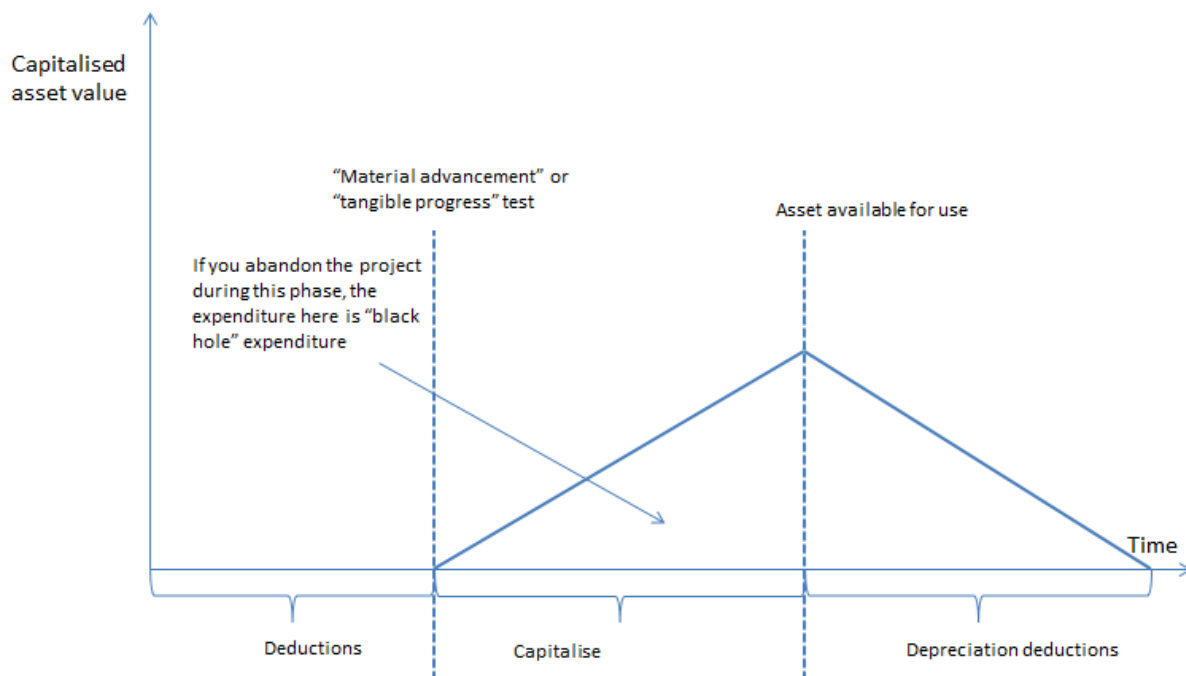 Capitalised
asset value
“Material advancement” or
“tangible progress” test
Asset available for use
If you abandon the project
during this phase, the
expenditure here is “black
hole” expenditure
Time
Deductions
Capitalise
Depreciation deductions